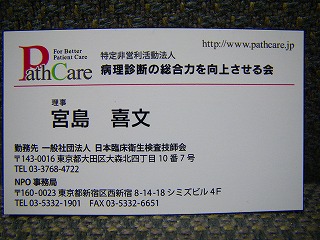 http://www.pathcare.jp
For Better
Patient Care
PathCare
特定非営利活動法人
病理診断の総合力を向上させる会
理事
宮島 喜文
勤務先 一般社団法人 日本臨床衛生検査技師会
〒143-0016 東京都大田区大森北四丁目10番7号
TEL 03-3768-4722
NPO 事務局
〒160-0023 東京都新宿区西新宿 8-14-18 シミズビル4F
TEL 03-5332-1901 FAX 03-5332-6651